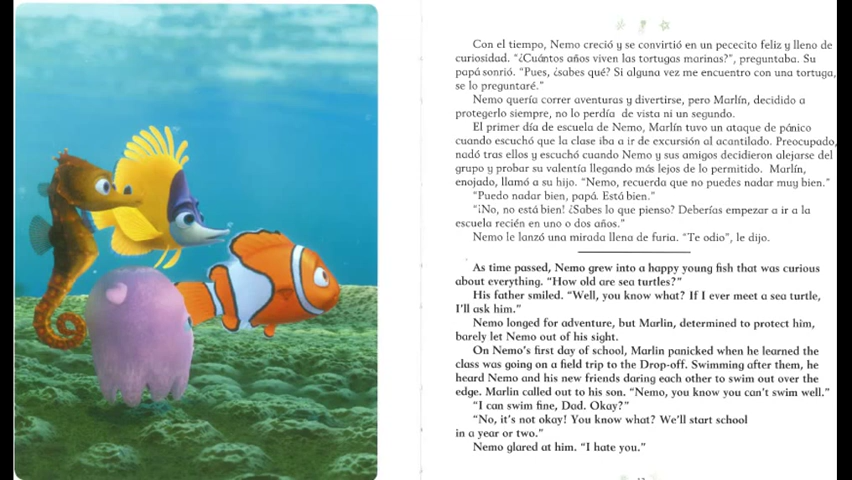 Con el tiempo, Nemo creció y se convirtió en un pececito feliz y lleno de
curiosidad. "¿Cuántos años viven las tortugas marinas?", preguntaba. Su
papá sonrió. "Pues, ¿sabes qué? Si alguna vez me encuentro con una tortuga,
se lo preguntaré."
Nemo quería correr aventuras y divertirse, pero Marlín, decidido a
protegerlo siempre, no lo perdía de vista ni un segundo.
El primer día de escuela de Nemo, Marlín tuvo un ataque de pánico
cuando escuchó que la clase iba a ir de excursión al acantilado. Preocupado,
nadó tras ellos y escuchó cuando Nemo y sus amigos decidieron alejarse del
grupo y probar su valentía llegando más lejos de lo permitido. Marlín,
enojado, llamó a su hijo. "Nemo, recuerda que no puedes nadar muy bien."
"Puedo nadar bien, papá. Está bien."
"¡No, no está bien! ¿Sabes lo que pienso? Deberías empezar a ir a la
escuela recién en uno o dos años."
Nemo le lanzó una mirada llena de furia. "Te odio", le dijo.
As time passed, Nemo grew into a happy young fish that was curious
about everything. "How old are sea turtles?"
His father smiled. "Well, you know what? If I ever meet a sea turtle,
I'll ask him."
Nemo longed for adventure, but Marlin, determined to protect him,
barely let Nemo out of his sight.
On Nemo's first day of school, Marlin panicked when he learned the
class was going on a field trip to the Drop-off. Swimming after them, he
heard Nemo and his new friends daring each other to swim out over the
edge. Marlin called out to his son. "Nemo, you know you can't swim well."
"I can swim fine, Dad. Okay?"
"No, it's not okay! You know what? We'll start school
in a year or two."
Nemo glared at him. "I hate you."